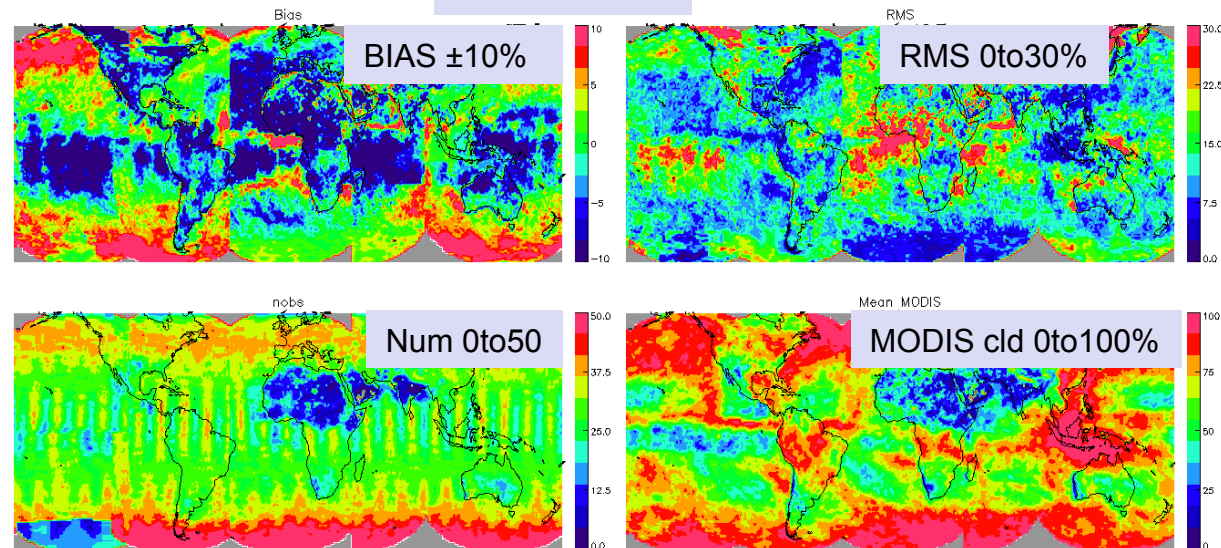 Bias
BIAS ±10%
10
5
0
−5
−10
RMS
RMS 0to30%
30.0
22.5
15.0
7.5
0.0
nobs
Num 0to50
50.0
37.5
25.0
12.5
0.0
Mean MODIS
MODIS cld 0to100%
100
75
50
25
0